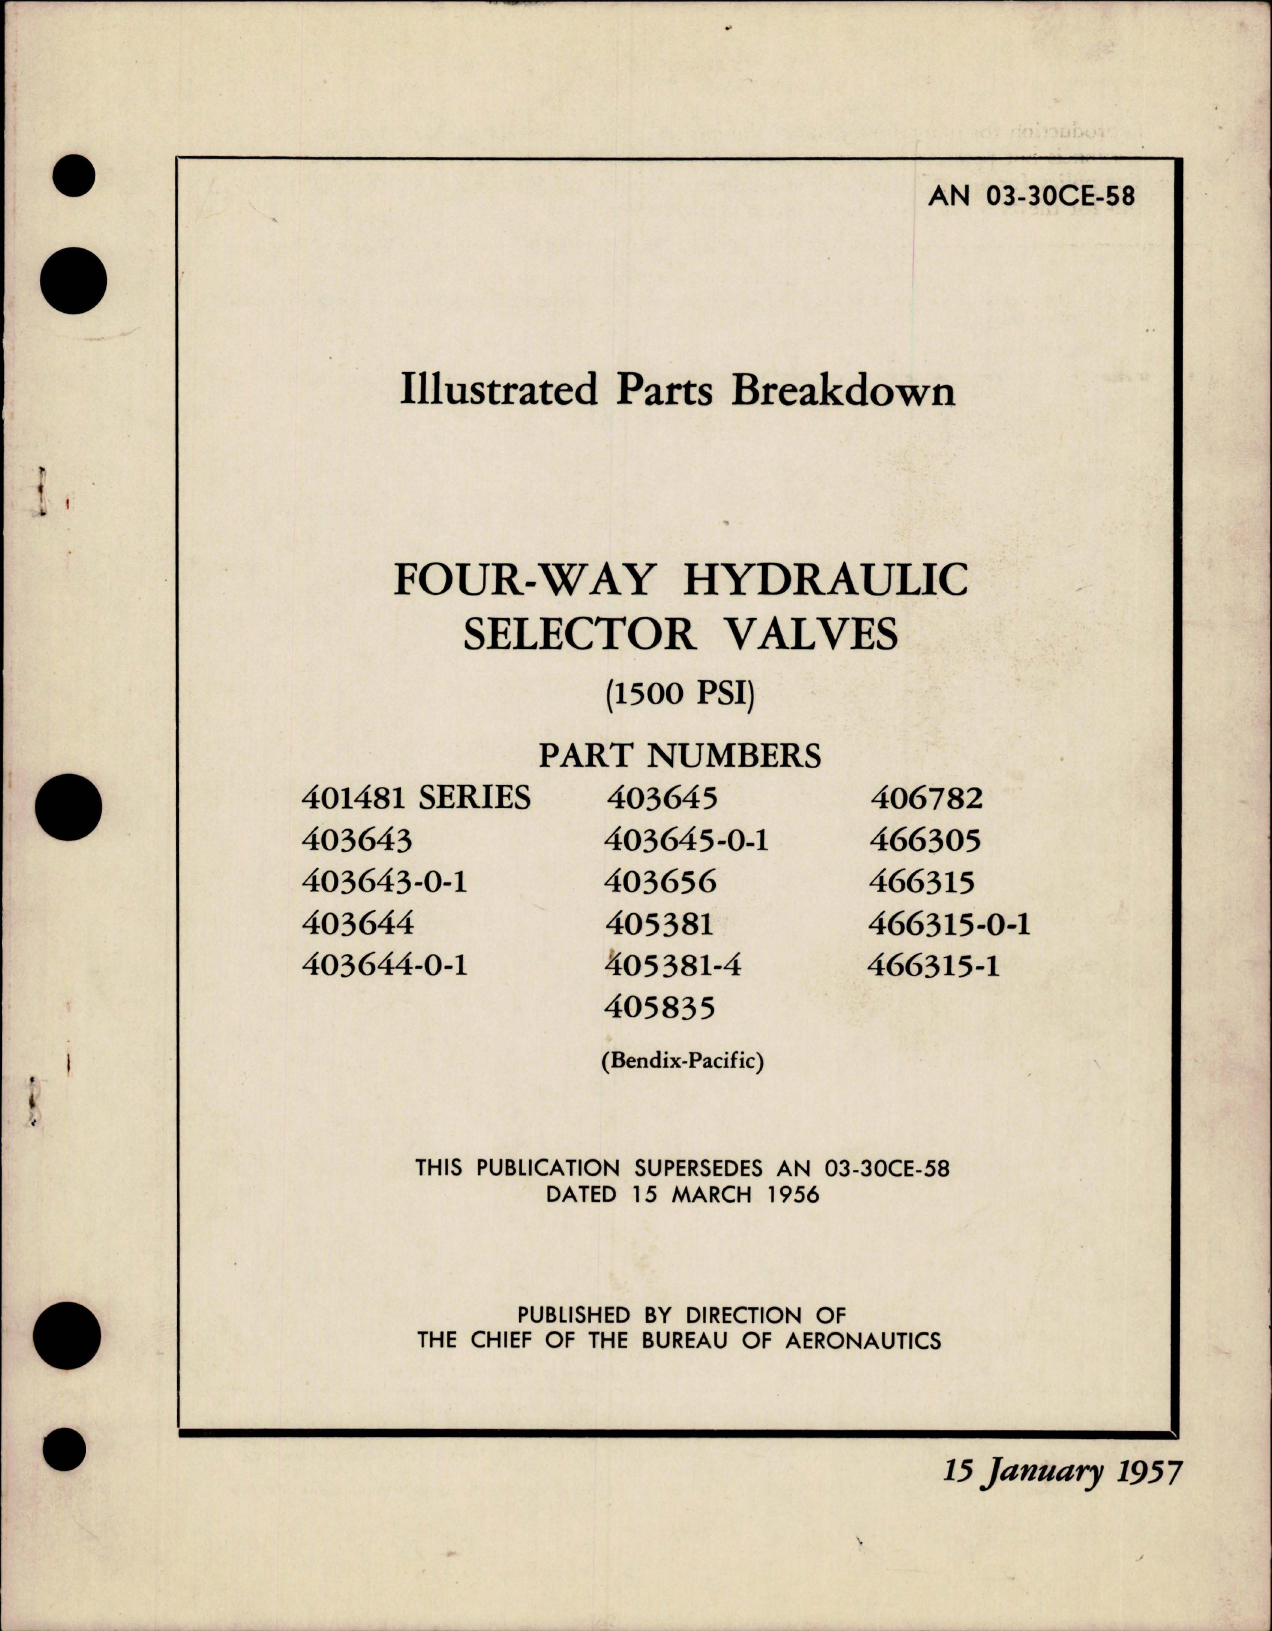 AN 03-30CE-58
Illustrated Parts Breakdown
FOUR-WAY HYDRAULIC
SELECTOR VALVES
(1500 PSI)
PART NUMBERS
401481 SERIES 403645 406782
403643 403645-0-1 466305
403643-0-1 403656 466315
403644 405381 466315-0-1
403644-0-1 405381-4 466315-1
405835
(Bendix-Pacific)
THIS PUBLICATION SUPERSEDES AN 03-30CE-58
DATED 15 MARCH 1956
PUBLISHED BY DIRECTION OF
THE CHIEF OF THE BUREAU OF AERONAUTICS
15 January 1957